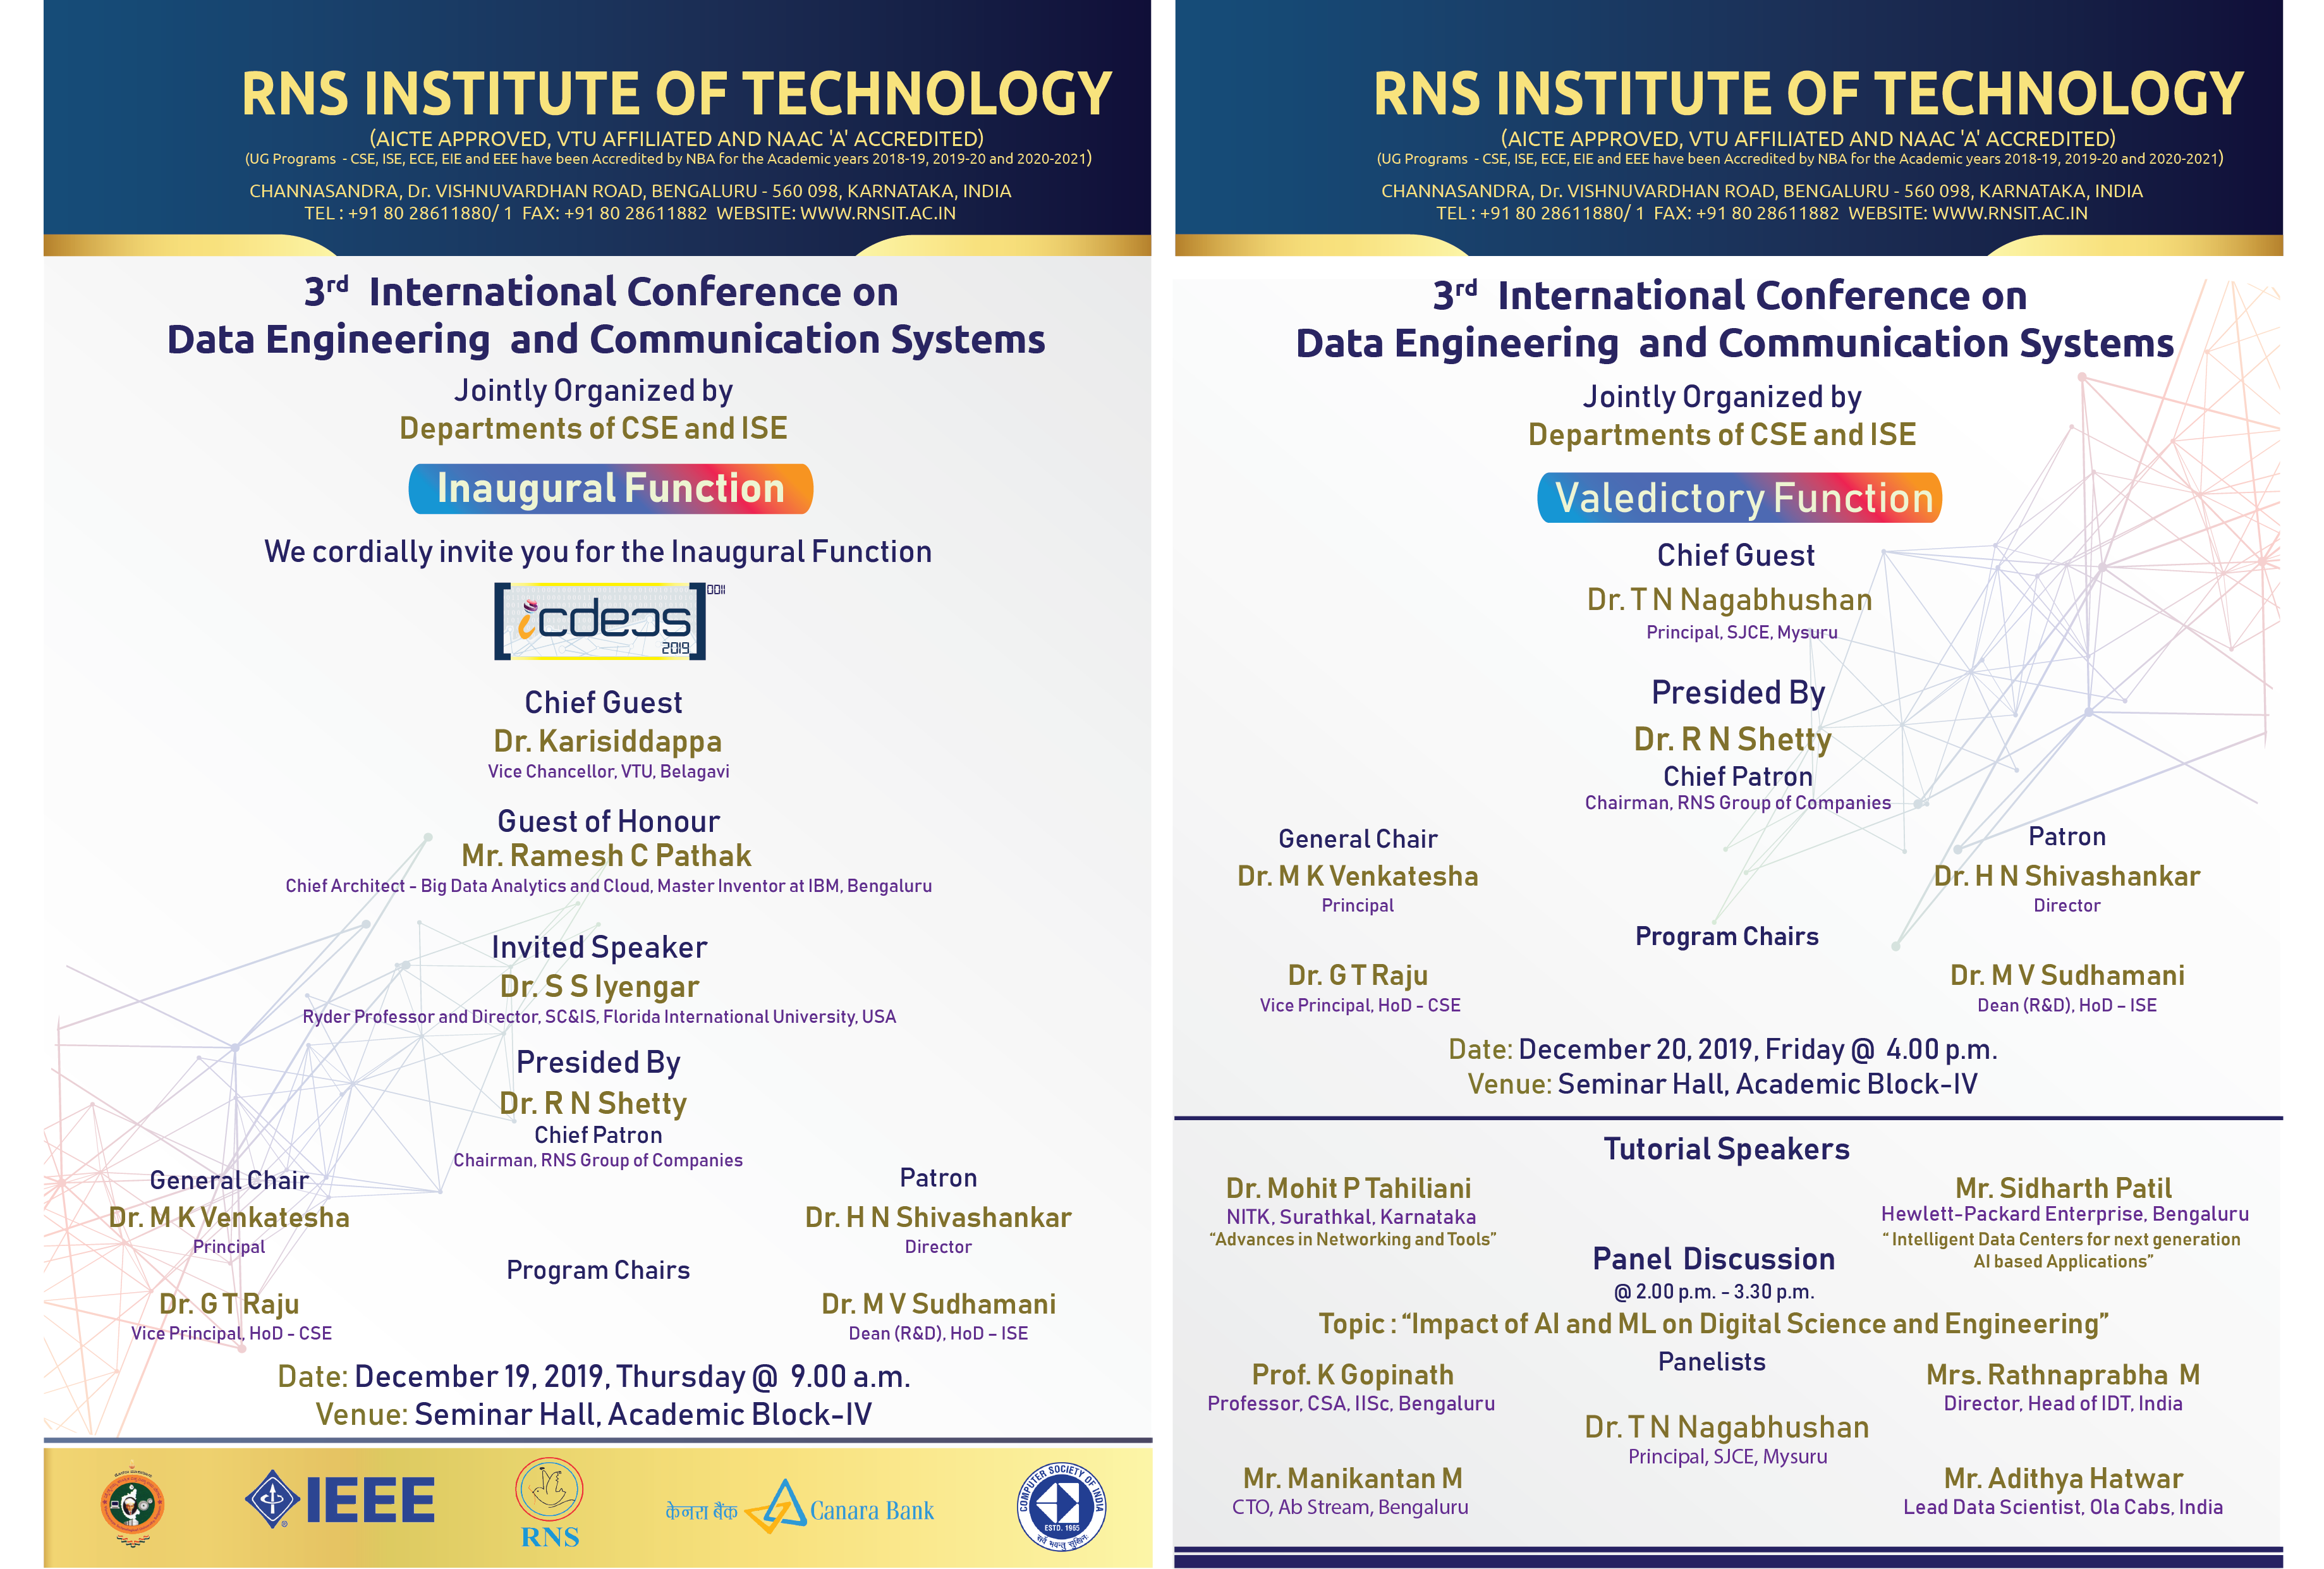 RNS INSTITUTE OF TECHNOLOGY
(AICTE APPROVED, VTU AFFILIATED AND NAAC 'A' ACCREDITED)
(UG Programs - CSE, ISE, ECE, EIE and EEE have been Accredited by NBA for the Academic years 2018-19, 2019-20 and 2020-2021)
CHANNASANDRA, Dr. VISHNUVARDHAN ROAD, BENGALURU - 560 098, KARNATAKA, INDIA
TEL : +91 80 28611880/ 1 FAX: +91 80 28611882 WEBSITE: WWW.RNSIT.AC.IN
3rd International Conference on
Data Engineering and Communication Systems
Jointly Organized by
Departments of CSE and ISE
Inaugural Function
We cordially invite you for the Inaugural Function
icdecs 0011
2019
Chief Guest
Dr. Karisiddappa
Vice Chancellor, VTU, Belagavi
Guest of Honour
Mr. Ramesh C Pathak
Chief Architect - Big Data Analytics and Cloud, Master Inventor at IBM, Bengaluru
Invited Speaker
Dr. S S Iyengar
Ryder Professor and Director, SC&IS, Florida International University, USA
Presided By
Dr. R N Shetty
Chief Patron
Chairman, RNS Group of Companies
General Chair
Dr. M K Venkatesha
Principal
Patron
Dr. H N Shivashankar
Director
Program Chairs
Dr. G T Raju
Vice Principal, HoD - CSE
Dr. M V Sudhamani
Dean (R&D), HoD – ISE
Date: December 19, 2019, Thursday @ 9.00 a.m.
Venue: Seminar Hall, Academic Block-IV
IEEE
RNS
केनरा बैंक Canara Bank
COMPUTER SOCIETY OF INDIA
ESTD. 1965
सर्वे भवन्तु सुखिनः
RNS INSTITUTE OF TECHNOLOGY
(AICTE APPROVED, VTU AFFILIATED AND NAAC 'A' ACCREDITED)
(UG Programs - CSE, ISE, ECE, EIE and EEE have been Accredited by NBA for the Academic years 2018-19, 2019-20 and 2020-2021)
CHANNASANDRA, Dr. VISHNUVARDHAN ROAD, BENGALURU - 560 098, KARNATAKA, INDIA
TEL : +91 80 28611880/ 1 FAX: +91 80 28611882 WEBSITE: WWW.RNSIT.AC.IN
3rd International Conference on
Data Engineering and Communication Systems
Jointly Organized by
Departments of CSE and ISE
Valedictory Function
Chief Guest
Dr. T N Nagabhushan
Principal, SJCE, Mysuru
Presided By
Dr. R N Shetty
Chief Patron
Chairman, RNS Group of Companies
General Chair
Dr. M K Venkatesha
Principal
Patron
Dr. H N Shivashankar
Director
Program Chairs
Dr. G T Raju
Vice Principal, HoD - CSE
Dr. M V Sudhamani
Dean (R&D), HoD – ISE
Date: December 20, 2019, Friday @ 4.00 p.m.
Venue: Seminar Hall, Academic Block-IV
Tutorial Speakers
Dr. Mohit P Tahiliani
NITK, Surathkal, Karnataka
“Advances in Networking and Tools”
Mr. Sidharth Patil
Hewlett-Packard Enterprise, Bengaluru
“ Intelligent Data Centers for next generation
AI based Applications”
Panel Discussion
@ 2.00 p.m. - 3.30 p.m.
Topic : “Impact of AI and ML on Digital Science and Engineering”
Panelists
Prof. K Gopinath
Professor, CSA, IISc, Bengaluru
Mrs. Rathnaprabha M
Director, Head of IDT, India
Dr. T N Nagabhushan
Principal, SJCE, Mysuru
Mr. Manikantan M
CTO, Ab Stream, Bengaluru
Mr. Adithya Hatwar
Lead Data Scientist, Ola Cabs, India